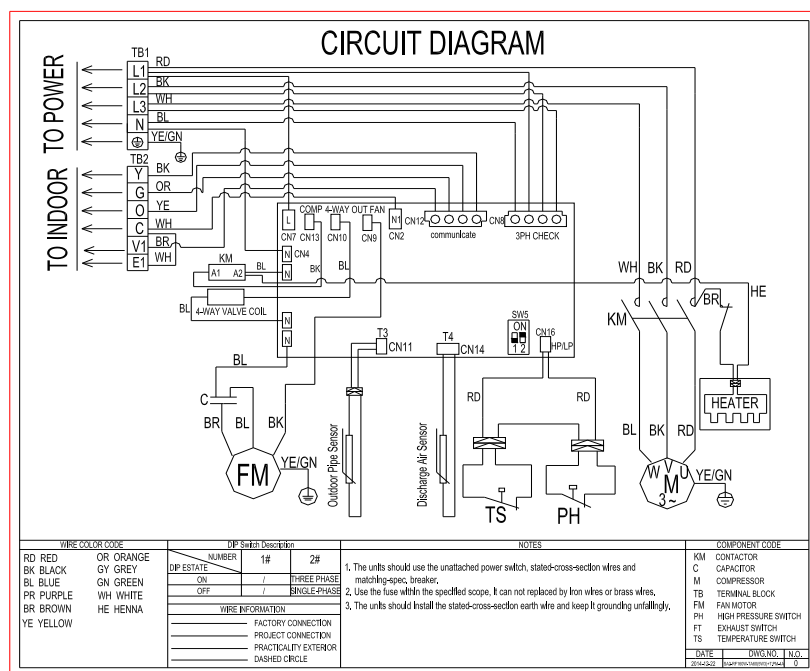 CIRCUIT DIAGRAM
TO POWER
TB1
L1
L2
L3
N
RD
BK
WH
BL
YE/GN
TO INDOOR
TB2
Y
G
O
C
V1
E1
BK
OR
YE
WH
BR
WH
COMP 4-WAY OUT FAN
L
N1
CN7
CN13
CN10
CN9
CN2
CN12
communicate
CN8
3PH CHECK
N
CN4
KM
A1
A2
BL
N
BK
BL
BL
4-WAY VALVE COIL
N
N
T3
CN11
T4
CN14
SW5
ON
1 2
CN16
HP/LP
WH
BK
RD
KM
BR
HE
HEATER
BL
C
BR
BL
BK
FM
YE/GN
Outdoor Pipe Sensor
Discharge Air Sensor
RD
RD
TS
PH
BL
BK
RD
W
V
U
M
3~
YE/GN
WIRE COLOR CODE
RD RED
OR ORANGE
BK BLACK
GY GREY
BL BLUE
GN GREEN
PR PURPLE
WH WHITE
BR BROWN
HE HENNA
YE YELLOW
DIP Switch Description
NUMBER
DIP ESTATE
1#
2#
ON
/
THREE PHASE
OFF
/
SINGLE-PHASE
WIRE INFORMATION
FACTORY CONNECTION
PROJECT CONNECTION
PRACTICALITY EXTERIOR
DASHED CIRCLE
NOTES
1. The units should use the unattached power switch, stated-cross-section wires and
matching-spec. breaker.
2. Use the fuse within the specified scope, it can not replaced by iron wires or brass wires.
3. The units should install the stated-cross-section earth wire and keep it grounding unfailingly.
COMPONENT CODE
KM CONTACTOR
C CAPACITOR
M COMPRESSOR
TB TERMINAL BLOCK
FM FAN MOTOR
PH HIGH PRESSURE SWITCH
FT EXHAUST SWITCH
TS TEMPERATURE SWITCH
DATE
DWG.NO.
N.O.
2014-12-22
0